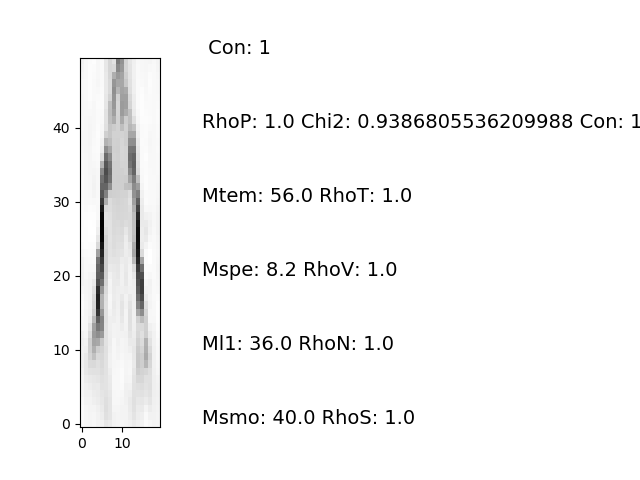 Con: 1
RhoP: 1.0 Chi2: 0.9386805536209988 Con: 1
Mtem: 56.0 RhoT: 1.0
Mspe: 8.2 RhoV: 1.0
Ml1: 36.0 RhoN: 1.0
Msmo: 40.0 RhoS: 1.0
40
30
20
10
0
0 10